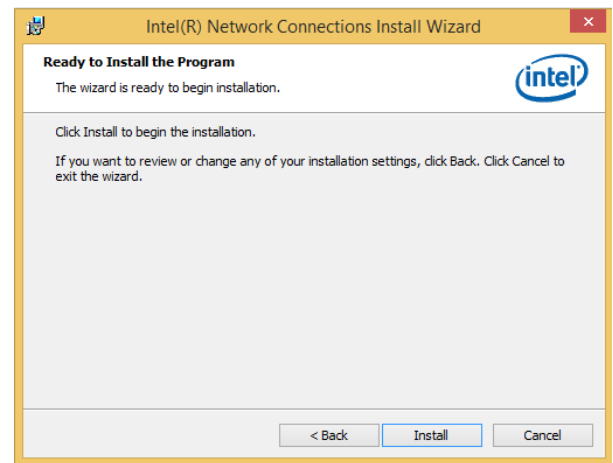 Intel(R) Network Connections Install Wizard
Ready to Install the Program
The wizard is ready to begin installation.
intel
Click Install to begin the installation.
If you want to review or change any of your installation settings, click Back. Click Cancel to
exit the wizard.
< Back Install Cancel